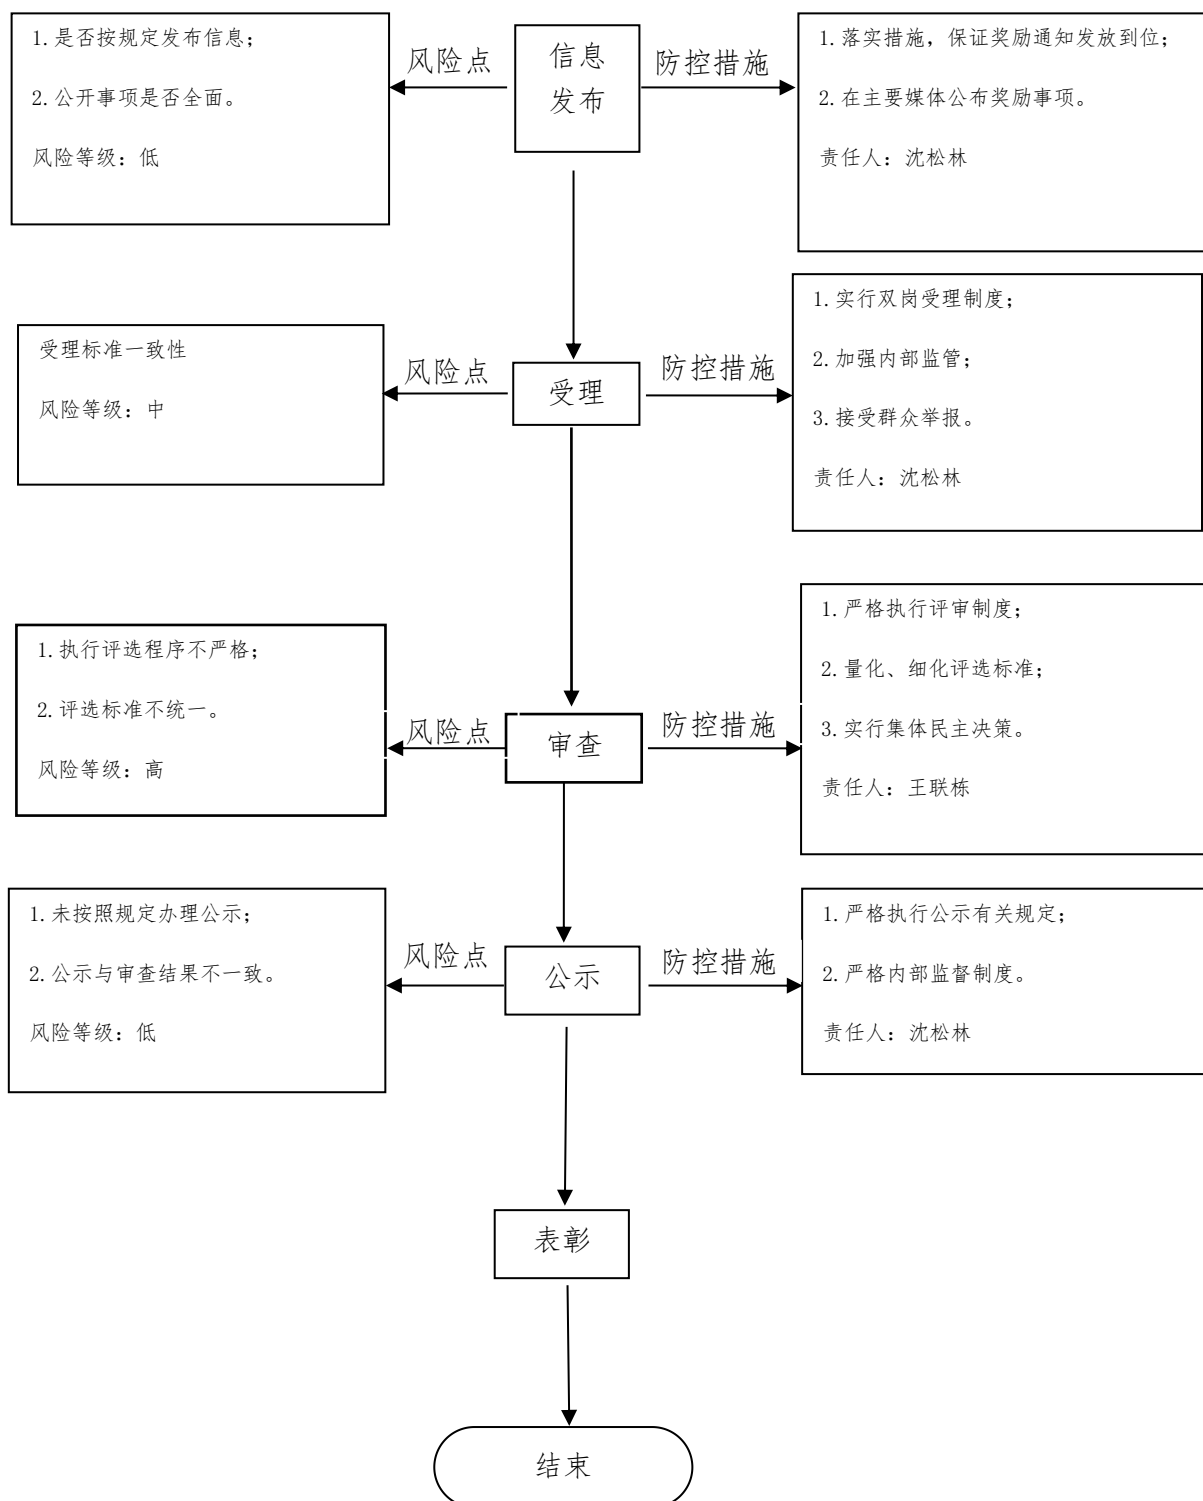 1.是否按规定发布信息；
2.公开事项是否全面。
风险等级：低
风险点
信息
发布
防控措施
1.落实措施，保证奖励通知发放到位；
2.在主要媒体公布奖励事项。
责任人：沈松林
受理标准一致性
风险等级：中
风险点
受理
防控措施
1.实行双岗受理制度；
2.加强内部监管；
3.接受群众举报。
责任人：沈松林
1.执行评选程序不严格；
2.评选标准不统一。
风险等级：高
风险点
审查
防控措施
1.严格执行评审制度；
2.量化、细化评选标准；
3.实行集体民主决策。
责任人：王联栋
1.未按照规定办理公示；
2.公示与审查结果不一致。
风险等级：低
风险点
公示
防控措施
1.严格执行公示有关规定；
2.严格内部监督制度。
责任人：沈松林
表彰
结束